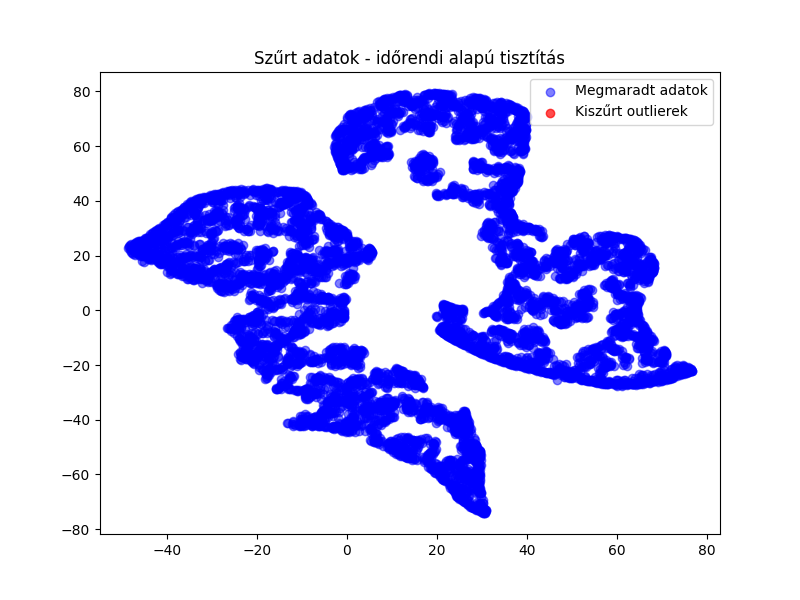 Szűrt adatok - időrendi alapú tisztítás
Megmaradt adatok
Kiszűrt outlierek
80
60
40
20
0
−20
−40
−60
−80
−40 −20 0 20 40 60 80